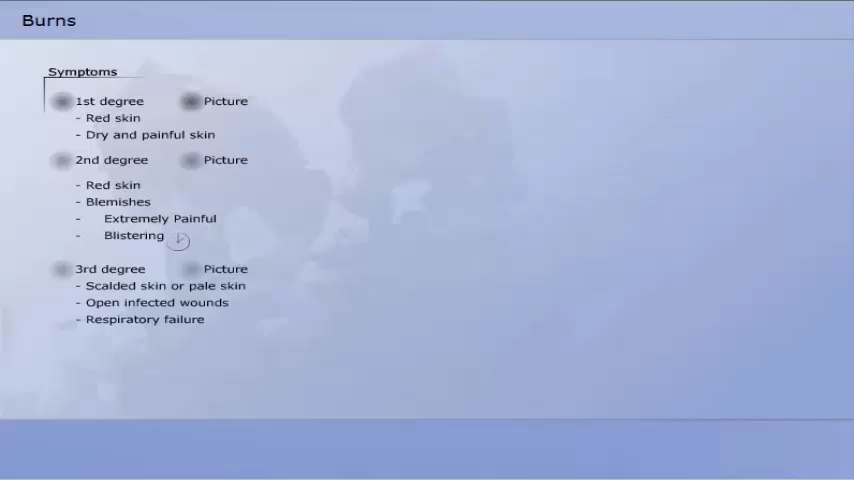 Burns
Symptoms
1st degree Picture
- Red skin
- Dry and painful skin
2nd degree Picture
- Red skin
- Blemishes
- Extremely Painful
- Blistering
3rd degree Picture
- Scalded skin or pale skin
- Open infected wounds
- Respiratory failure